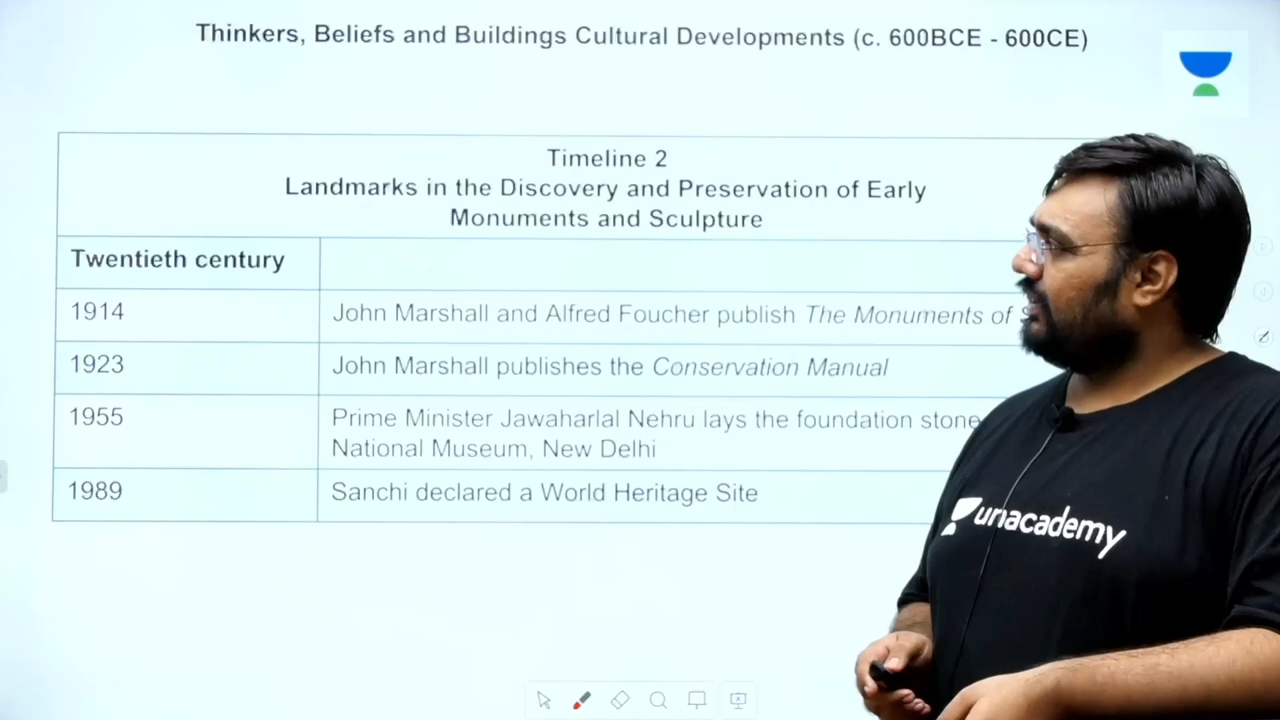 Thinkers, Beliefs and Buildings Cultural Developments (c. 600BCE - 600CE)
Timeline 2
Landmarks in the Discovery and Preservation of Early
Monuments and Sculpture
Twentieth century
1914
John Marshall and Alfred Foucher publish The Monuments of
1923
John Marshall publishes the Conservation Manual
1955
Prime Minister Jawaharlal Nehru lays the foundation stone
National Museum, New Delhi
1989
Sanchi declared a World Heritage Site
unacademy